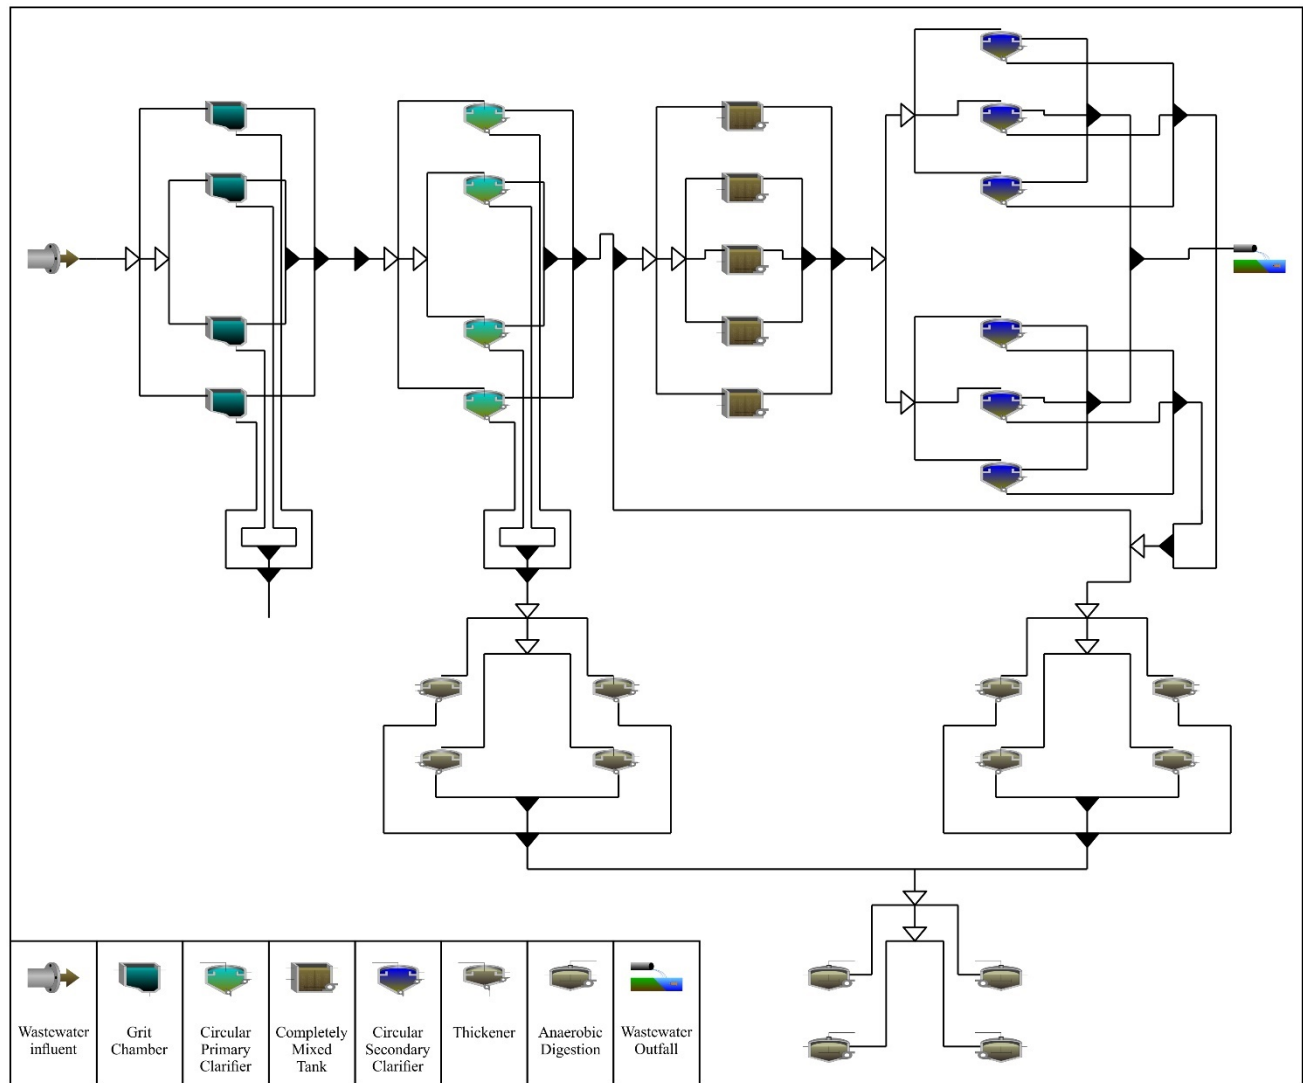 Wastewater
influent
Grit
Chamber
Circular
Primary
Clarifier
Completely
Mixed
Tank
Circular
Secondary
Clarifier
Thickener
Anaerobic
Digestion
Wastewater
Outfall